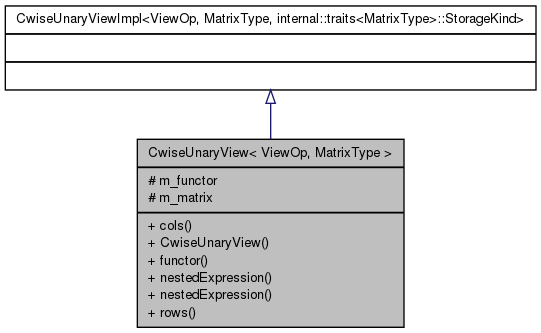 CwiseUnaryViewImpl<ViewOp, MatrixType, internal::traits<MatrixType>::StorageKind>
CwiseUnaryView< ViewOp, MatrixType >
# m_functor
# m_matrix
+ cols()
+ CwiseUnaryView()
+ functor()
+ nestedExpression()
+ nestedExpression()
+ rows()